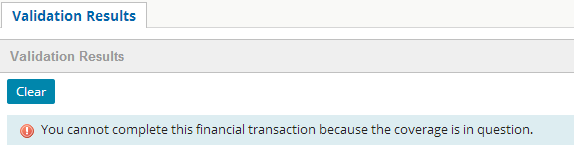 Validation Results
Validation Results
Clear
You cannot complete this financial transaction because the coverage is in question.